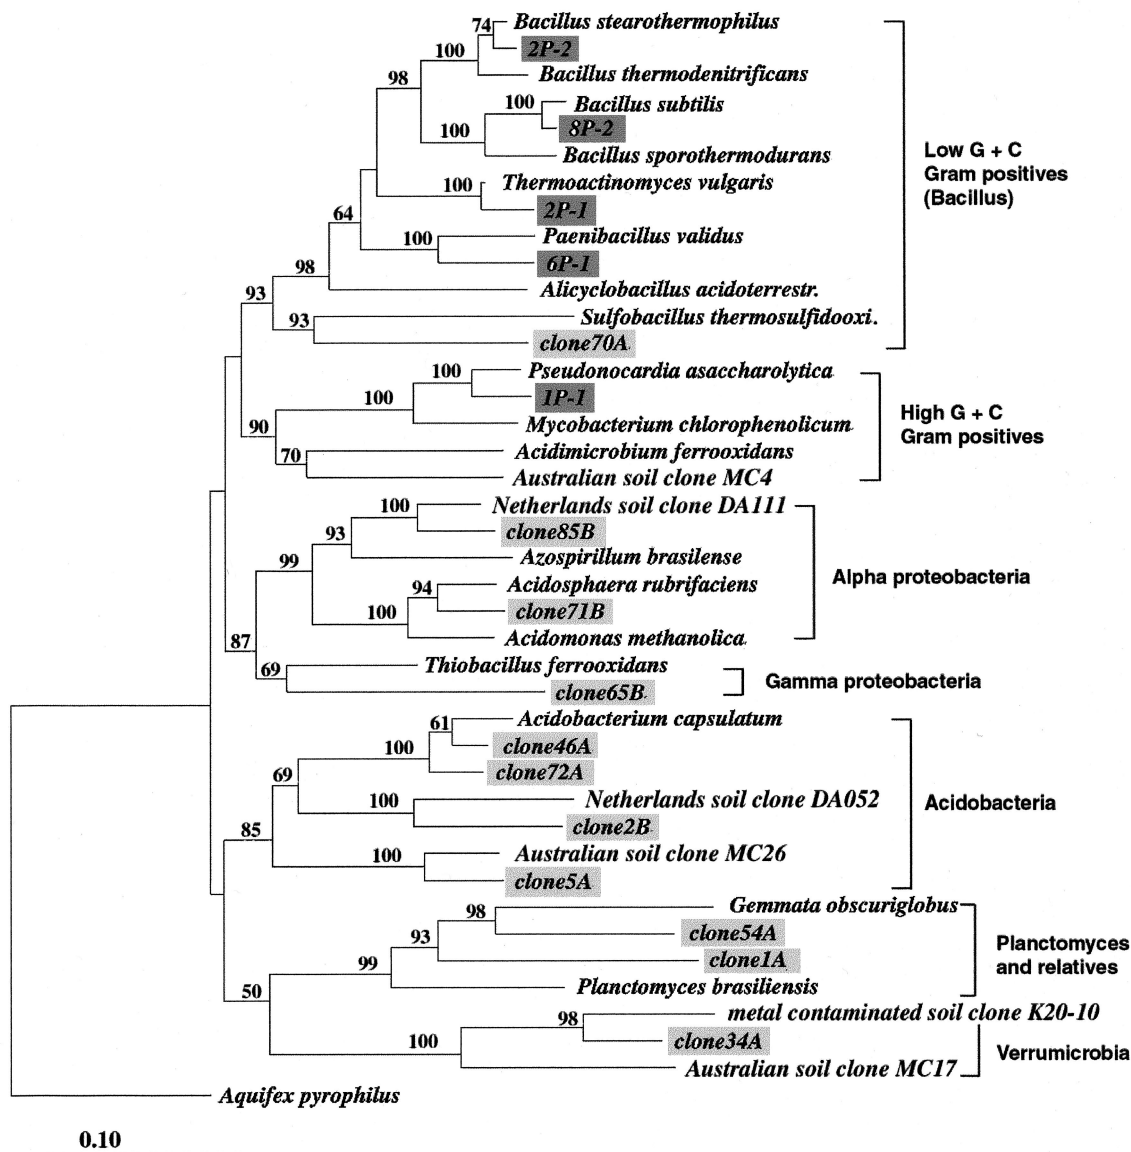 74
Bacillus stearothermophilus
2P-2
100
Bacillus thermodenitrificans
98
100
Bacillus subtilis
8P-2
100
Bacillus sporothermodurans
Low G + C
Gram positives
(Bacillus)
100
Thermoactinomyces vulgaris
2P-1
64
100
Paenibacillus validus
6P-1
98
Alicyclobacillus acidoterrestr.
93
93
Sulfobacillus thermosulfidooxi.
clone70A
100
Pseudonocardia asaccharolytica
1P-1
100
Mycobacterium chlorophenolicum
High G + C
Gram positives
90
70
Acidimicrobium ferrooxidans
Australian soil clone MC4
100
Netherlands soil clone DA111
clone85B
93
Azospirillum brasilense
99
94
Acidosphaera rubrifaciens
Alpha proteobacteria
clone71B
100
Acidomonas methanolica
87
69
Thiobacillus ferrooxidans
Gamma proteobacteria
clone65B
61
Acidobacterium capsulatum
clone46A
100
clone72A
69
100
Netherlands soil clone DA052
Acidobacteria
clone2B
85
100
Australian soil clone MC26
clone5A
98
Gemmata obscuriglobus
clone54A
93
clone1A
Planctomyces
and relatives
99
Planctomyces brasiliensis
50
98
metal contaminated soil clone K20-10
clone34A
100
Verrumicrobia
Australian soil clone MC17
Aquifex pyrophilus
0.10